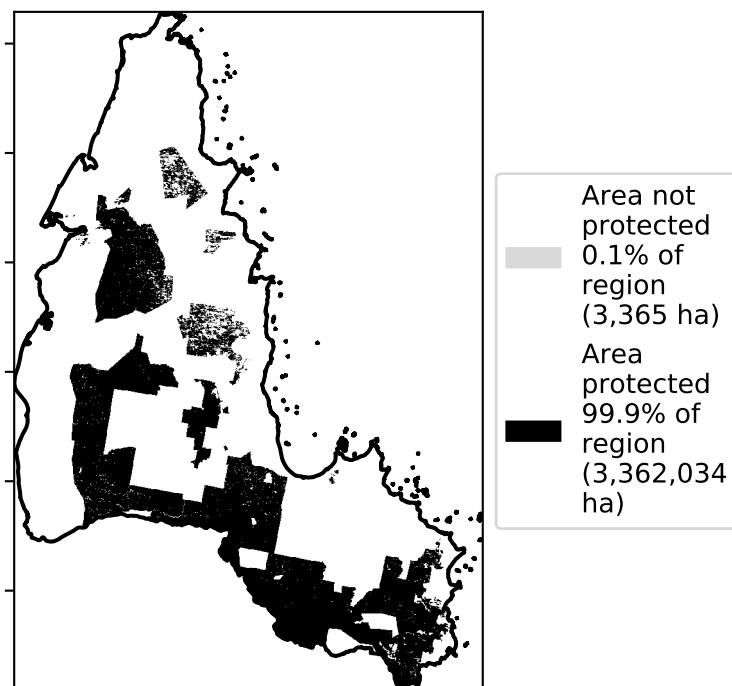 Area not
protected
0.1% of
region
(3,365 ha)
Area
protected
99.9% of
region
(3,362,034
ha)